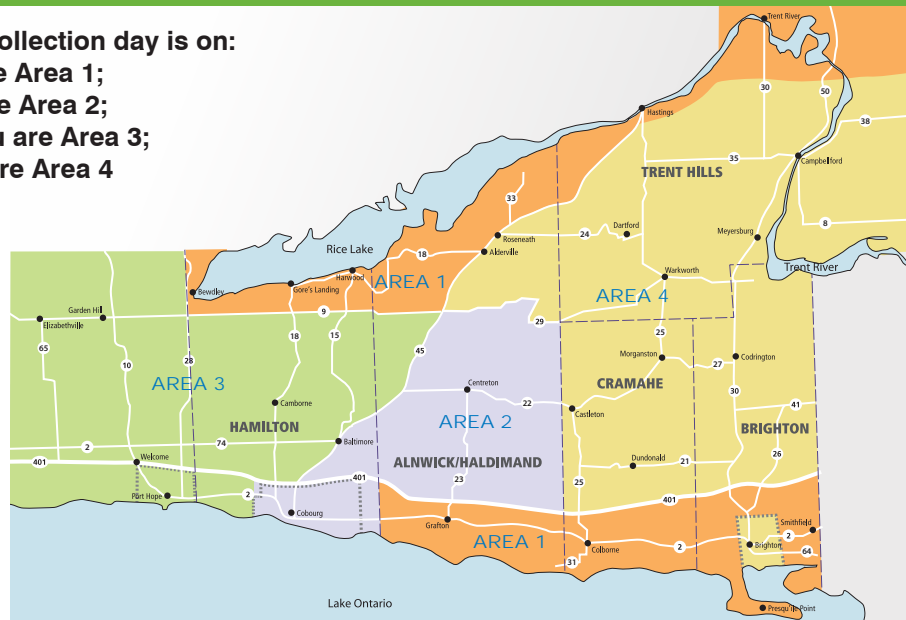 ollection day is on:
e Area 1;
e Area 2;
u are Area 3;
re Area 4
Trent River
30
50
38
Hastings
35
Campbellford
TRENT HILLS
33
8
Roseneath
24
Dartford
Meyersburg
Rice Lake
18
Alderville
Trent River
Harwood
AREA 1
Warkworth
Bewdley
Gore's Landing
AREA 4
Garden Hill
9
29
Elizabethville
18
15
25
65
45
Morganston
28
10
27
Codrington
AREA 3
Centreton
CRAMAHE
30
Camborne
22
41
Castleton
HAMILTON
AREA 2
BRIGHTON
2
74
Baltimore
26
Welcome
ALNWICK/HALDIMAND
Dundonald
21
401
401
23
25
Port Hope
2
401
Cobourg
Grafton
Smithfield
AREA 1
2
Colborne
2
Brighton
64
31
Lake Ontario
Presqu'ile Point